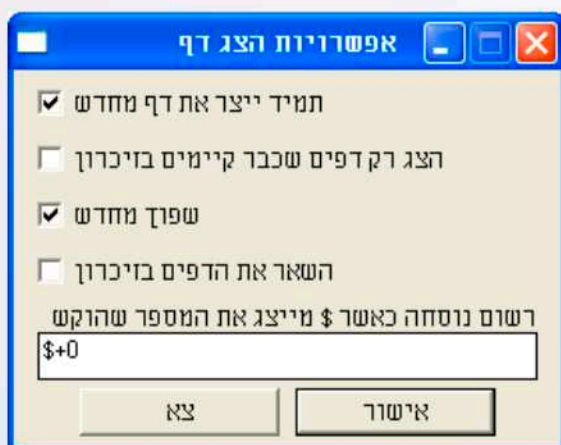 אפשרויות הצג דף
תמיד ייצר את דף מחדש
הצג רק דפים שכבר קיימים בזיכרון
שפוך מחדש
השאר את הדפים בזיכרון
רשום נוסחה כאשר $ מייצג את המספר שהוקש
$+0
אישור
צא